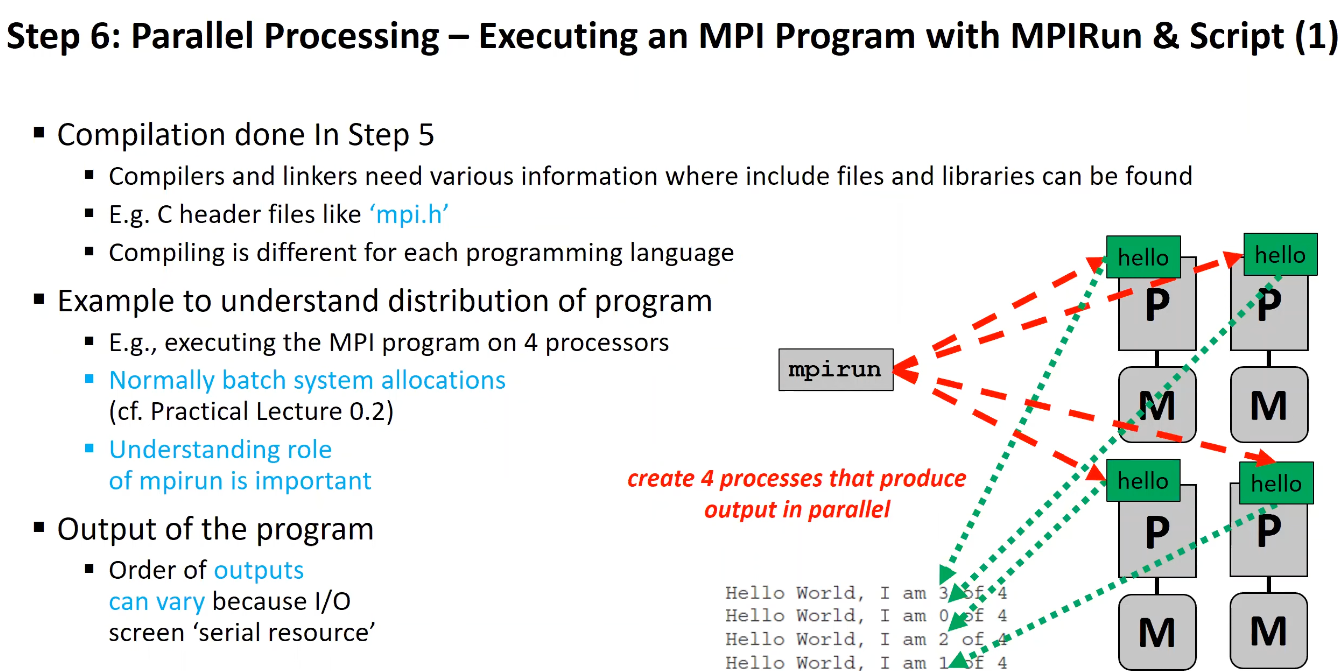 Step 6: Parallel Processing – Executing an MPI Program with MPIRun & Script (1)
▪ Compilation done In Step 5
▪ Compilers and linkers need various information where include files and libraries can be found
▪ E.g. C header files like ‘mpi.h’
▪ Compiling is different for each programming language
▪ Example to understand distribution of program
▪ E.g., executing the MPI program on 4 processors
▪ Normally batch system allocations
(cf. Practical Lecture 0.2)
▪ Understanding role
of mpirun is important
▪ Output of the program
▪ Order of outputs
can vary because I/O
screen ‘serial resource’
mpirun
hello
hello
P
P
M
M
hello
hello
P
P
M
M
create 4 processes that produce
output in parallel
Hello World, I am 3 of 4
Hello World, I am 0 of 4
Hello World, I am 2 of 4
Hello World, I am 1 of 4